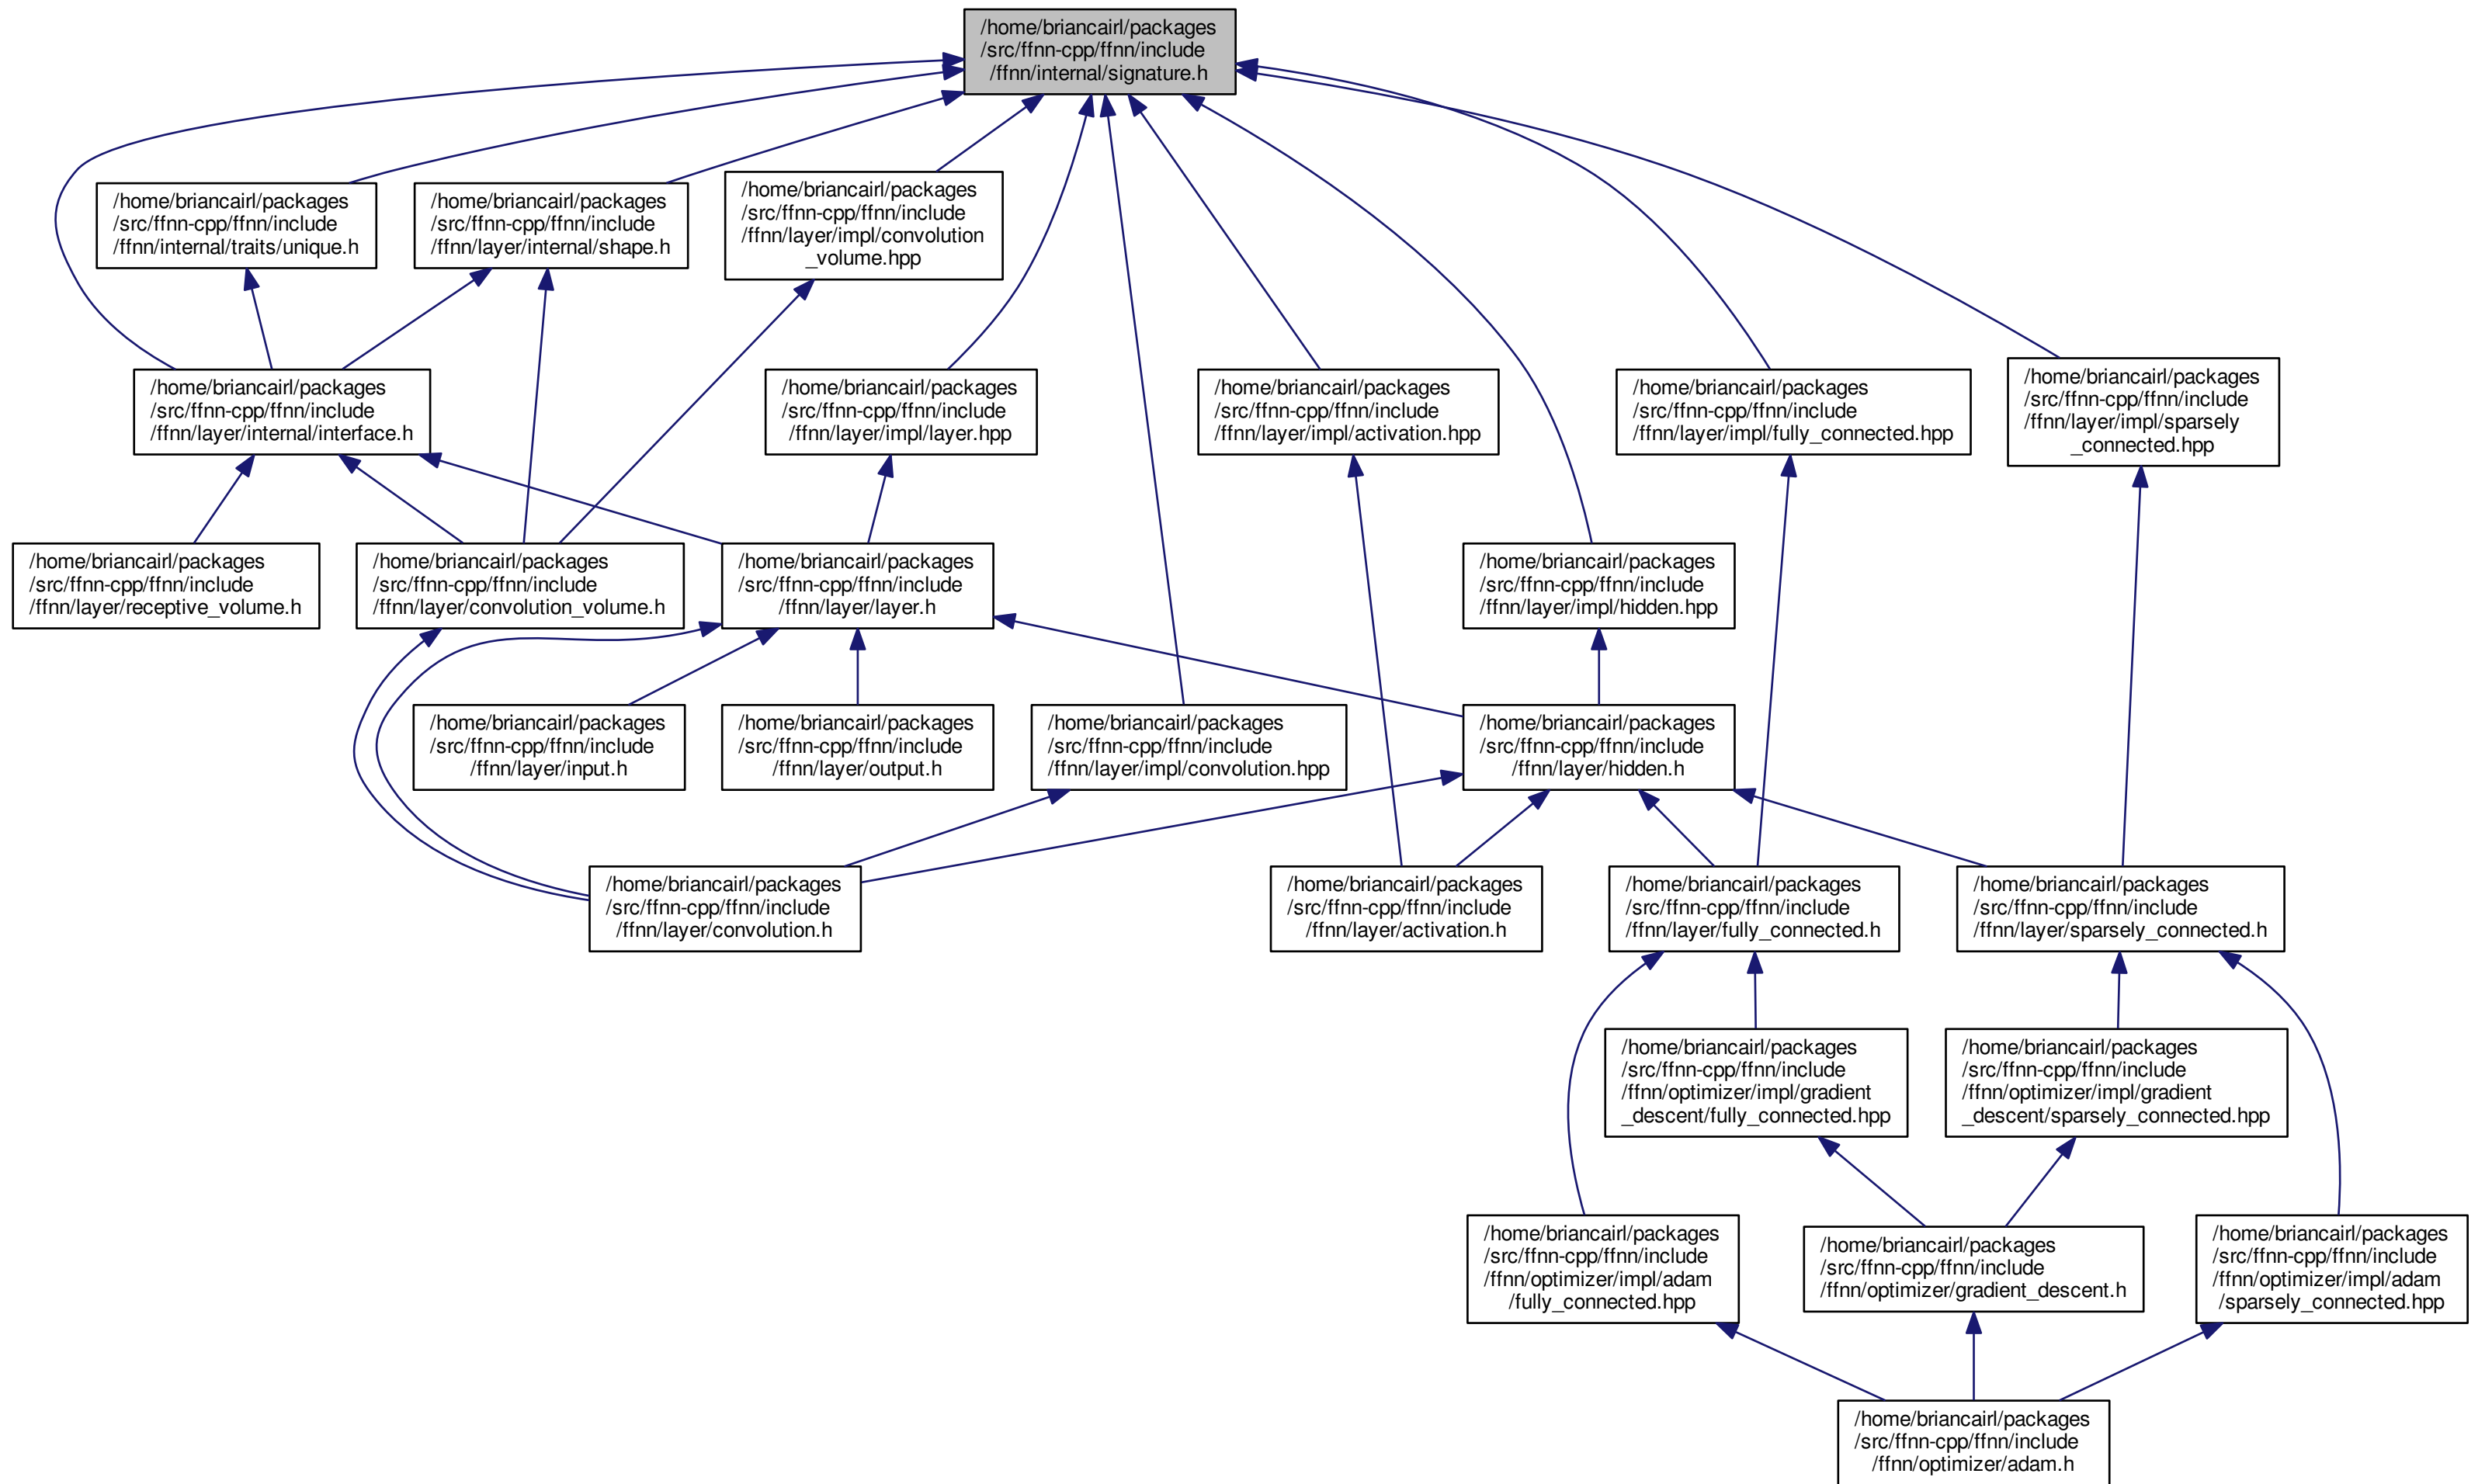 /home/briancairl/packages
/src/ffnn-cpp/ffnn/include
/ffnn/internal/signature.h
/home/briancairl/packages
/src/ffnn-cpp/ffnn/include
/ffnn/internal/traits/unique.h
/home/briancairl/packages
/src/ffnn-cpp/ffnn/include
/ffnn/layer/internal/shape.h
/home/briancairl/packages
/src/ffnn-cpp/ffnn/include
/ffnn/layer/impl/convolution
_volume.hpp
/home/briancairl/packages
/src/ffnn-cpp/ffnn/include
/ffnn/layer/internal/interface.h
/home/briancairl/packages
/src/ffnn-cpp/ffnn/include
/ffnn/layer/impl/layer.hpp
/home/briancairl/packages
/src/ffnn-cpp/ffnn/include
/ffnn/layer/impl/activation.hpp
/home/briancairl/packages
/src/ffnn-cpp/ffnn/include
/ffnn/layer/impl/fully_connected.hpp
/home/briancairl/packages
/src/ffnn-cpp/ffnn/include
/ffnn/layer/impl/sparsely
_connected.hpp
/home/briancairl/packages
/src/ffnn-cpp/ffnn/include
/ffnn/layer/receptive_volume.h
/home/briancairl/packages
/src/ffnn-cpp/ffnn/include
/ffnn/layer/convolution_volume.h
/home/briancairl/packages
/src/ffnn-cpp/ffnn/include
/ffnn/layer/layer.h
/home/briancairl/packages
/src/ffnn-cpp/ffnn/include
/ffnn/layer/impl/hidden.hpp
/home/briancairl/packages
/src/ffnn-cpp/ffnn/include
/ffnn/layer/input.h
/home/briancairl/packages
/src/ffnn-cpp/ffnn/include
/ffnn/layer/output.h
/home/briancairl/packages
/src/ffnn-cpp/ffnn/include
/ffnn/layer/impl/convolution.hpp
/home/briancairl/packages
/src/ffnn-cpp/ffnn/include
/ffnn/layer/hidden.h
/home/briancairl/packages
/src/ffnn-cpp/ffnn/include
/ffnn/layer/convolution.h
/home/briancairl/packages
/src/ffnn-cpp/ffnn/include
/ffnn/layer/activation.h
/home/briancairl/packages
/src/ffnn-cpp/ffnn/include
/ffnn/layer/fully_connected.h
/home/briancairl/packages
/src/ffnn-cpp/ffnn/include
/ffnn/layer/sparsely_connected.h
/home/briancairl/packages
/src/ffnn-cpp/ffnn/include
/ffnn/optimizer/impl/gradient
_descent/fully_connected.hpp
/home/briancairl/packages
/src/ffnn-cpp/ffnn/include
/ffnn/optimizer/impl/gradient
_descent/sparsely_connected.hpp
/home/briancairl/packages
/src/ffnn-cpp/ffnn/include
/ffnn/optimizer/impl/adam
/fully_connected.hpp
/home/briancairl/packages
/src/ffnn-cpp/ffnn/include
/ffnn/optimizer/gradient_descent.h
/home/briancairl/packages
/src/ffnn-cpp/ffnn/include
/ffnn/optimizer/impl/adam
/sparsely_connected.hpp
/home/briancairl/packages
/src/ffnn-cpp/ffnn/include
/ffnn/optimizer/adam.h